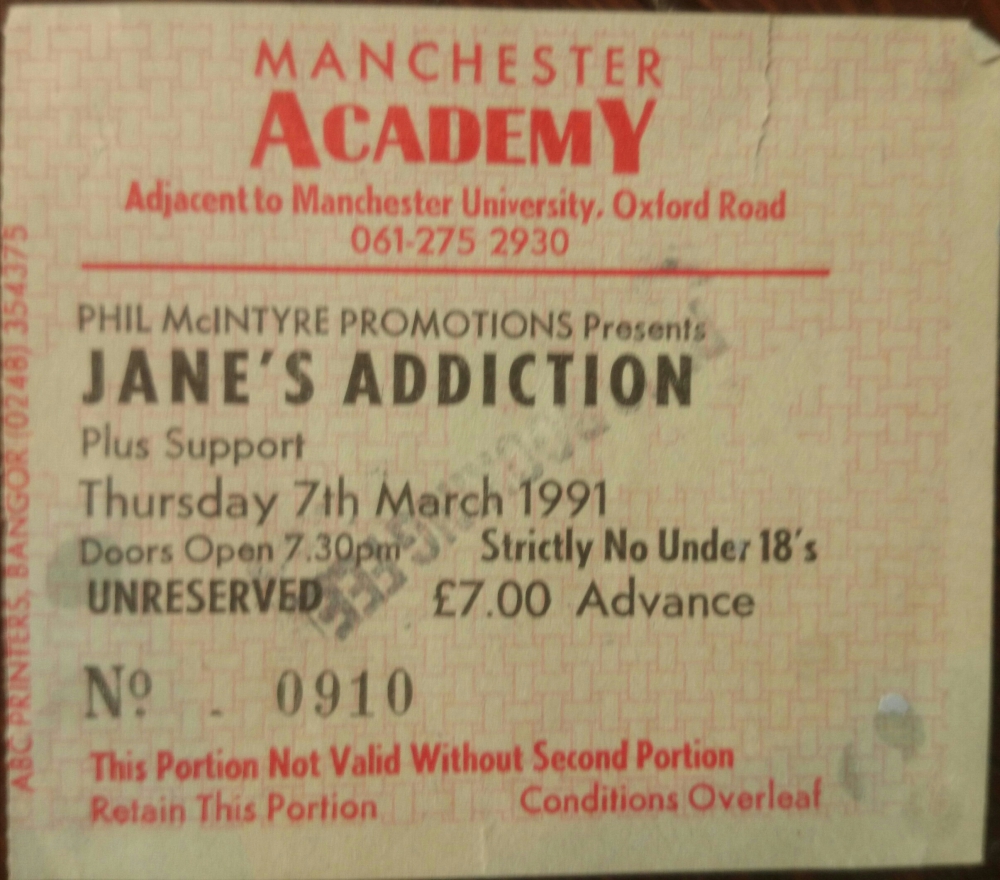 MANCHESTER
ACADEMY
Adjacent to Manchester University, Oxford Road
061-275 2930
PHIL McINTYRE PROMOTIONS Presents
JANE'S ADDICTION
Plus Support
Thursday 7th March 1991
Doors Open 7.30pm Strictly No Under 18's
UNRESERVED £7.00 Advance
Nº . 0910
This Portion Not Valid Without Second Portion
Retain This Portion Conditions Overleaf
ABC PRINTERS, BANGOR (0248) 354375